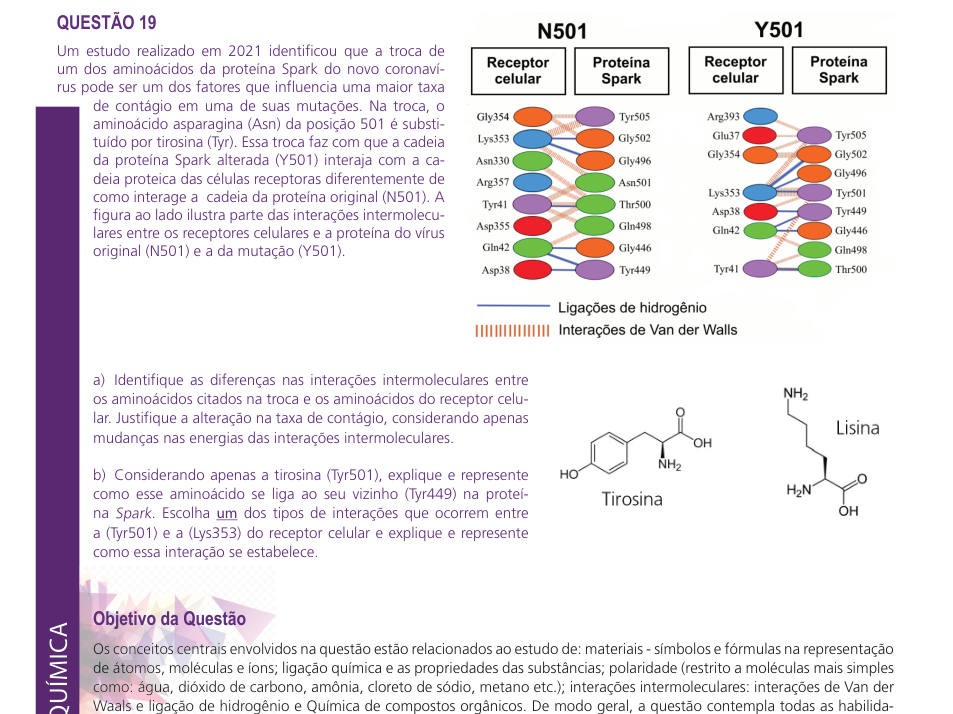 QUESTÃO 19
Um estudo realizado em 2021 identificou que a troca de
um dos aminoácidos da proteína Spark do novo coronaví-
rus pode ser um dos fatores que influencia uma maior taxa
de contágio em uma de suas mutações. Na troca, o
aminoácido asparagina (Asn) da posição 501 é substi-
tuído por tirosina (Tyr). Essa troca faz com que a cadeia
da proteína Spark alterada (Y501) interaja com a ca-
deia proteica das células receptoras diferentemente de
como interage a cadeia da proteína original (N501). A
figura ao lado ilustra parte das interações intermolecu-
lares entre os receptores celulares e a proteína do vírus
original (N501) e a da mutação (Y501).
N501
Receptor
celular
Proteína
Spark
Gly354
Tyr505
Lys353
Gly502
Asn330
Gly496
Arg357
Asn501
Tyr41
Thr500
Asp355
Gln498
Gln42
Gly446
Asp38
Tyr449
Y501
Receptor
celular
Proteína
Spark
Arg393
Glu37
Tyr505
Gly354
Gly502
Gly496
Lys353
Tyr501
Asp38
Tyr449
Gln42
Gly446
Gln498
Tyr41
Thr500
Ligações de hidrogênio
Interações de Van der Walls
a) Identifique as diferenças nas interações intermoleculares entre
os aminoácidos citados na troca e os aminoácidos do receptor celu-
lar. Justifique a alteração na taxa de contágio, considerando apenas
mudanças nas energias das interações intermoleculares.
b) Considerando apenas a tirosina (Tyr501), explique e represente
como esse aminoácido se liga ao seu vizinho (Tyr449) na proteí-
na Spark. Escolha um dos tipos de interações que ocorrem entre
a (Tyr501) e a (Lys353) do receptor celular e explique e represente
como essa interação se estabelece.
O
OH
NH2
HO
Tirosina
NH2
Lisina
H2N
O
OH
Objetivo da Questão
Os conceitos centrais envolvidos na questão estão relacionados ao estudo de: materiais - símbolos e fórmulas na representação
de átomos, moléculas e íons; ligação química e as propriedades das substâncias; polaridade (restrito a moléculas mais simples
como: água, dióxido de carbono, amônia, cloreto de sódio, metano etc.); interações intermoleculares: interações de Van der
Waals e ligação de hidrogênio e Química de compostos orgânicos. De modo geral, a questão contempla todas as habilida-
QUÍMICA